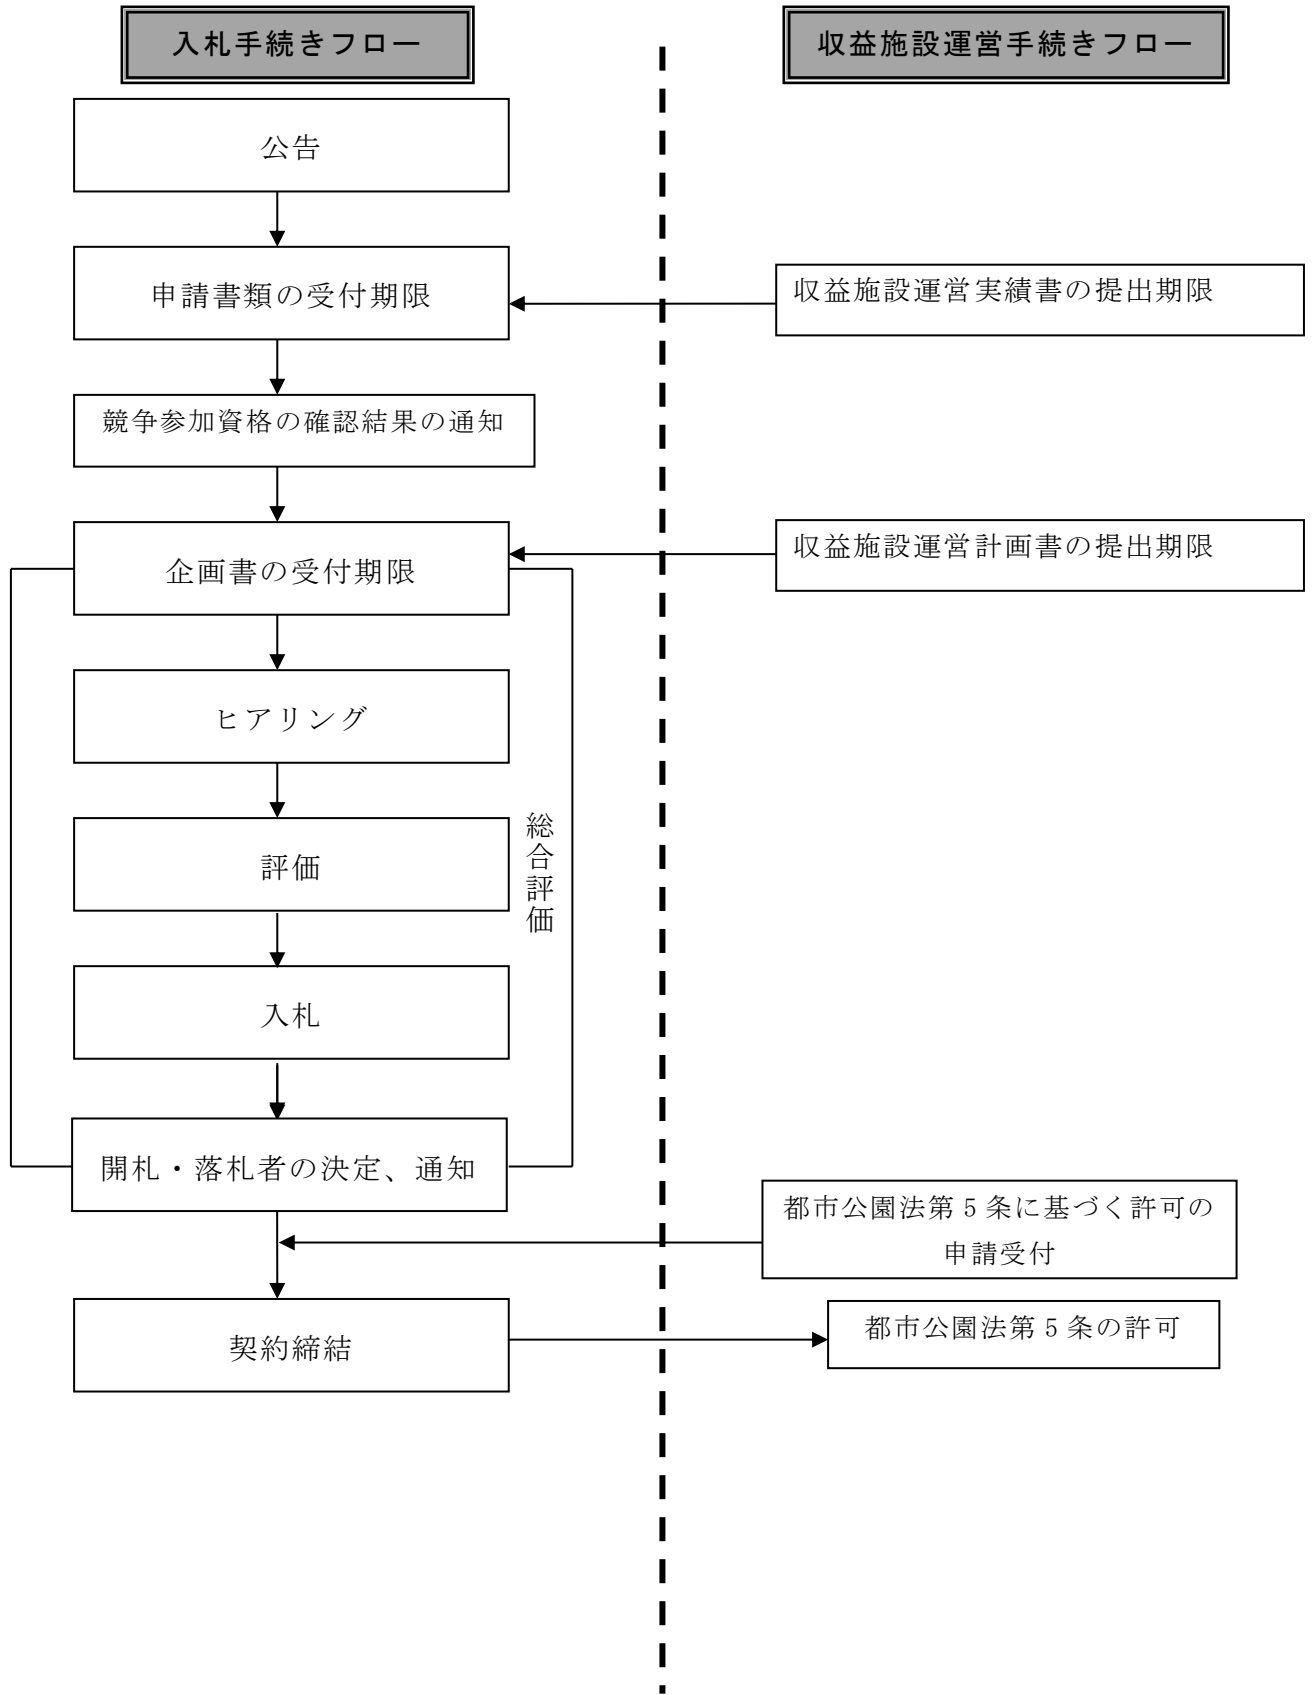 入札手続きフロー
収益施設運営手続きフロー
公告
申請書類の受付期限
収益施設運営実績書の提出期限
競争参加資格の確認結果の通知
企画書の受付期限
収益施設運営計画書の提出期限
ヒアリング
総合評価
評価
入札
開札・落札者の決定、通知
都市公園法第５条に基づく許可の
申請受付
契約締結
都市公園法第５条の許可